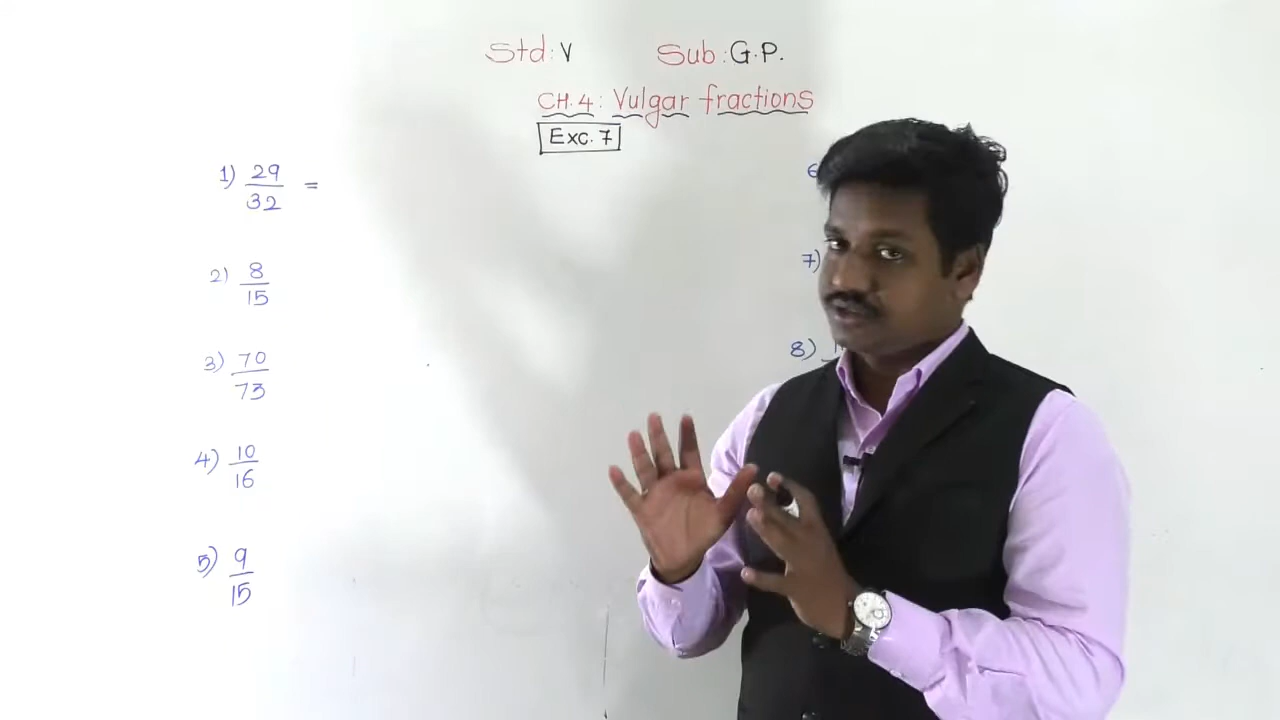 Std: V Sub: G.P.
CH.4: Vulgar fractions
Exc. 7
1) 29/32 =
2) 8/15
3) 70/73
4) 10/16
5) 9/15
7)
8)